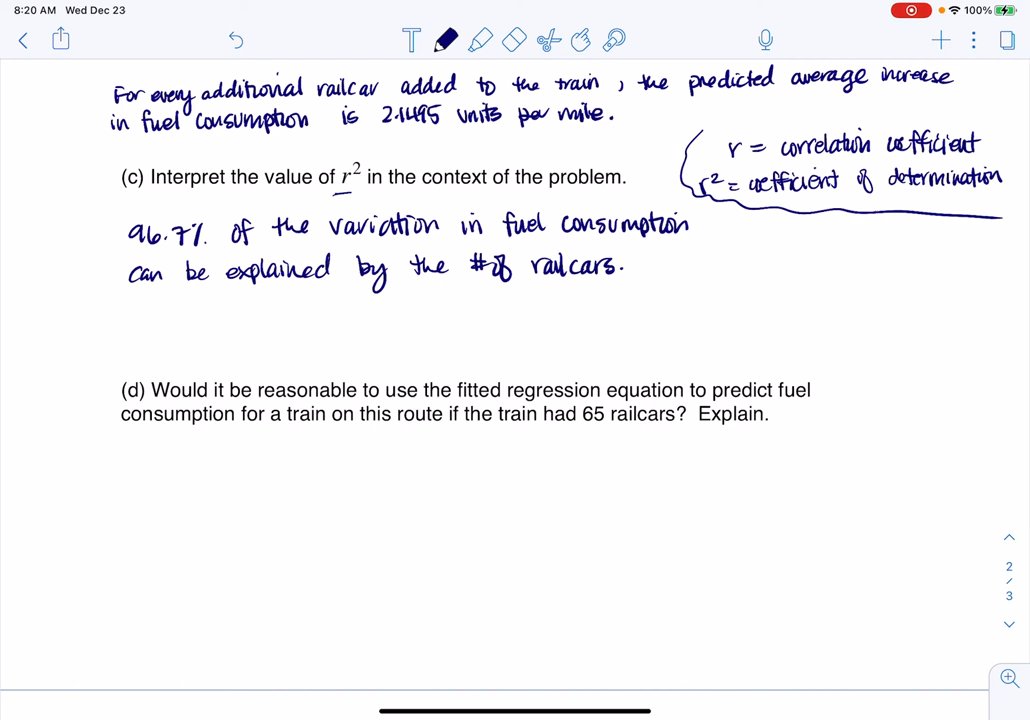 8:20 AM Wed Dec 23
100%
For every additional railcar added to the train, the predicted average increase
in fuel consumption is 2.1495 units per mile.
r = correlation coefficient
r² = coefficient of determination
(c) Interpret the value of r² in the context of the problem.
96.7% of the variation in fuel consumption
can be explained by the # of railcars.
(d) Would it be reasonable to use the fitted regression equation to predict fuel
consumption for a train on this route if the train had 65 railcars? Explain.
2
/
3